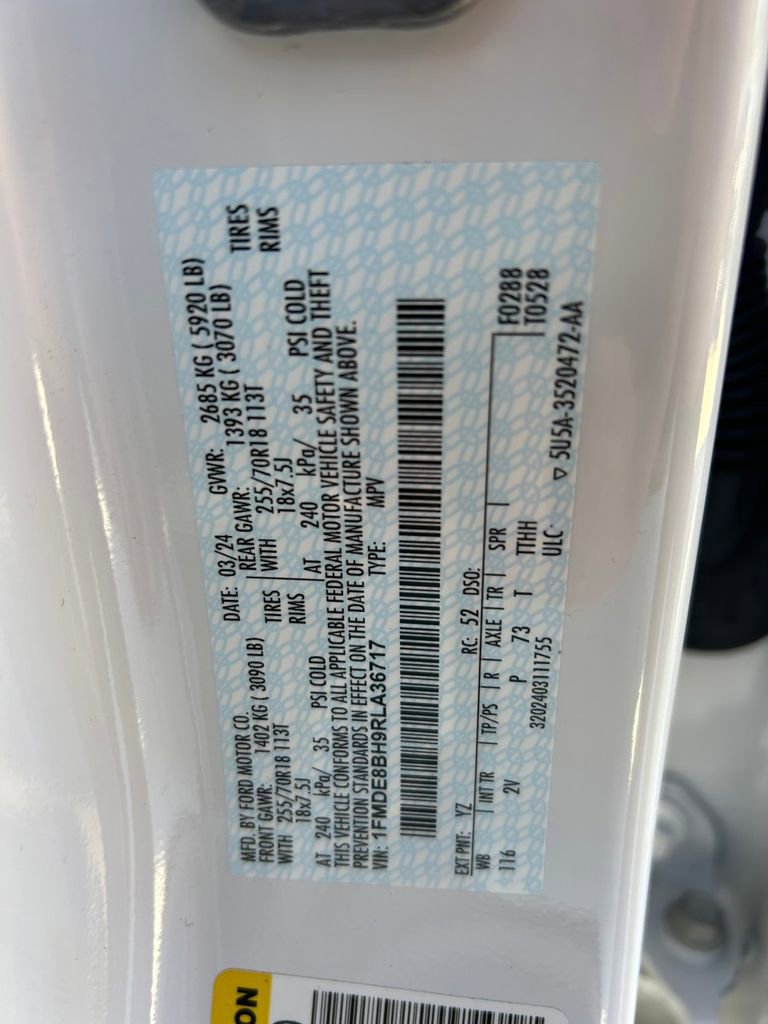 MFD. BY FORD MOTOR CO.
DATE: 03/24 GVWR: 2685 KG ( 5920 LB)
FRONT GAWR: 1402 KG ( 3090 LB)
REAR GAWR: 1393 KG ( 3070 LB)
WITH 255/70R18 113T TIRES
18x7.5J RIMS
WITH 255/70R18 113T TIRES
18x7.5J RIMS
AT 240 kPa/ 35 PSI COLD
AT 240 kPa/ 35 PSI COLD
THIS VEHICLE CONFORMS TO ALL APPLICABLE FEDERAL MOTOR VEHICLE SAFETY AND THEFT
PREVENTION STANDARDS IN EFFECT ON THE DATE OF MANUFACTURE SHOWN ABOVE.
VIN: 1FMDE8BH9RLA36717 TYPE: MPV
EXT PNT: YZ RC: 52 DSO: F0288
WB INT TR TP/PS R AXLE TR SPR T0528
116 2V P 73 T TTHH
3202403111755 ULC ▽ 5U5A-3520472-AA
ON